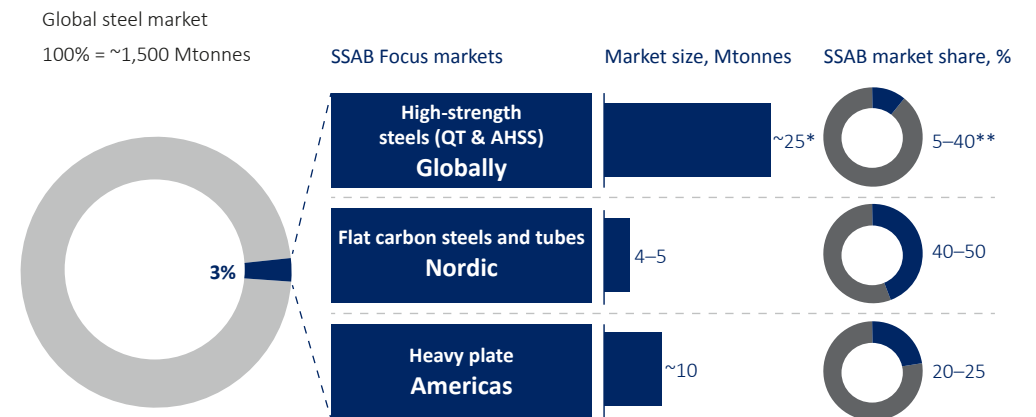 Global steel market
100% = ~1,500 Mtonnes
SSAB Focus markets
Market size, Mtonnes
SSAB market share, %
3%
High-strength
steels (QT & AHSS)
Globally
~25*
5–40**
Flat carbon steels and tubes
Nordic
4–5
40–50
Heavy plate
Americas
~10
20–25